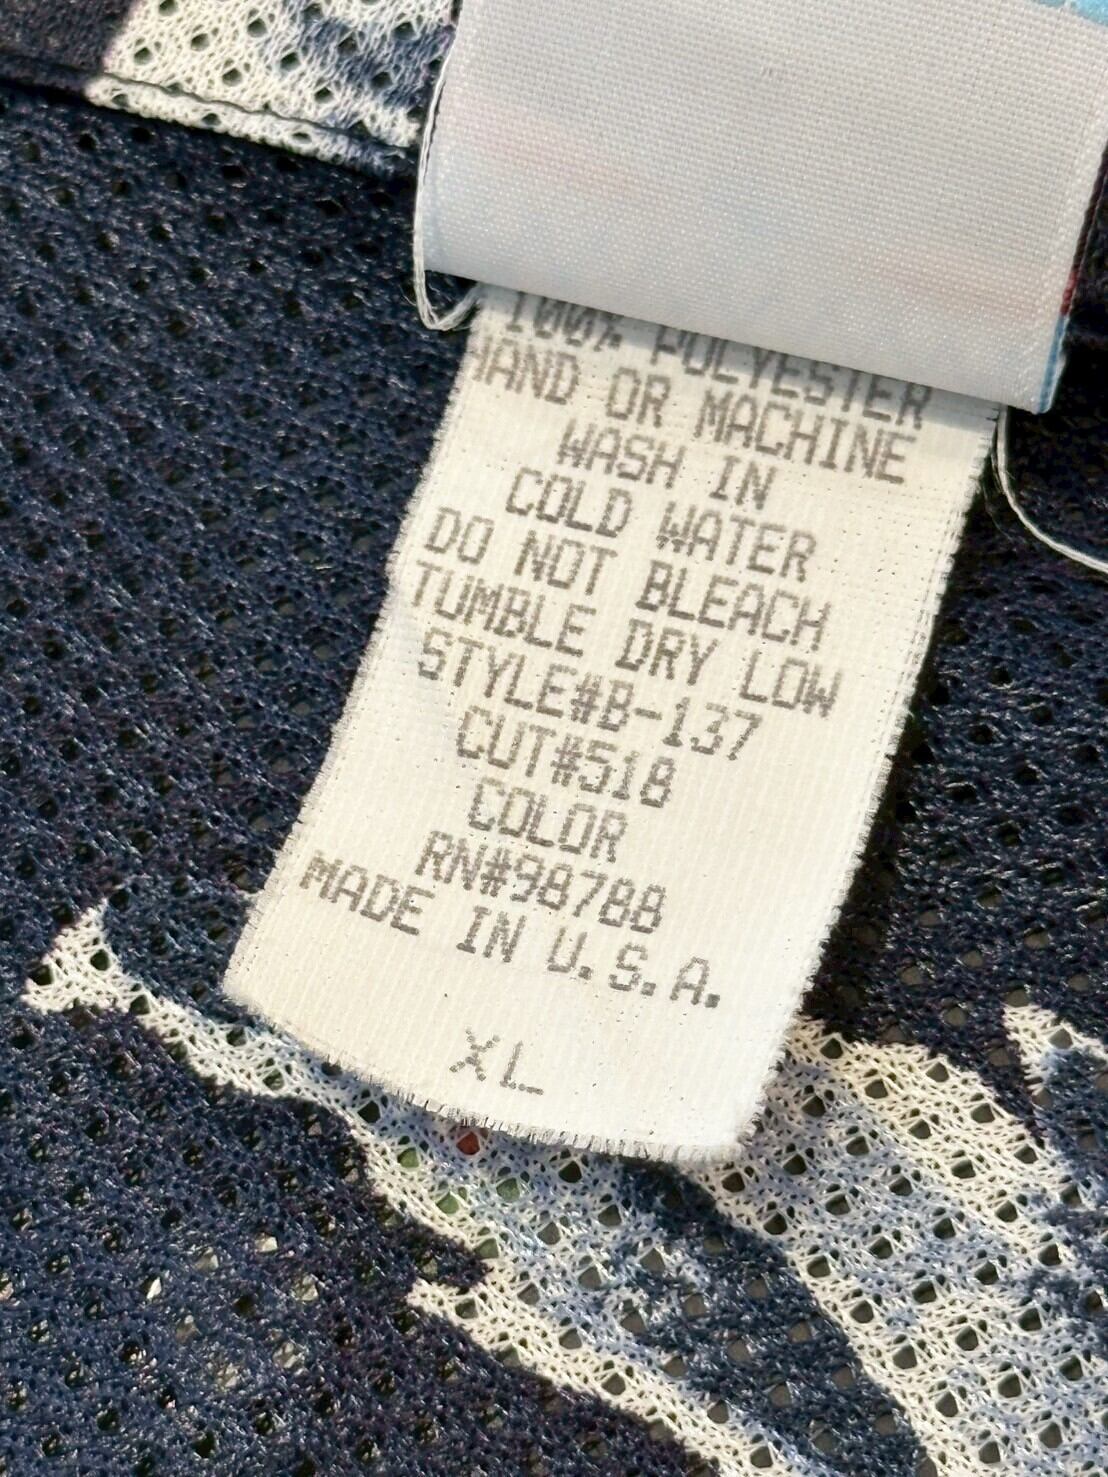 100% POLYESTER
HAND OR MACHINE
WASH IN
COLD WATER
DO NOT BLEACH
TUMBLE DRY LOW
STYLE#B-137
CUT#518
COLOR
RN#98788
MADE IN U.S.A.
XL